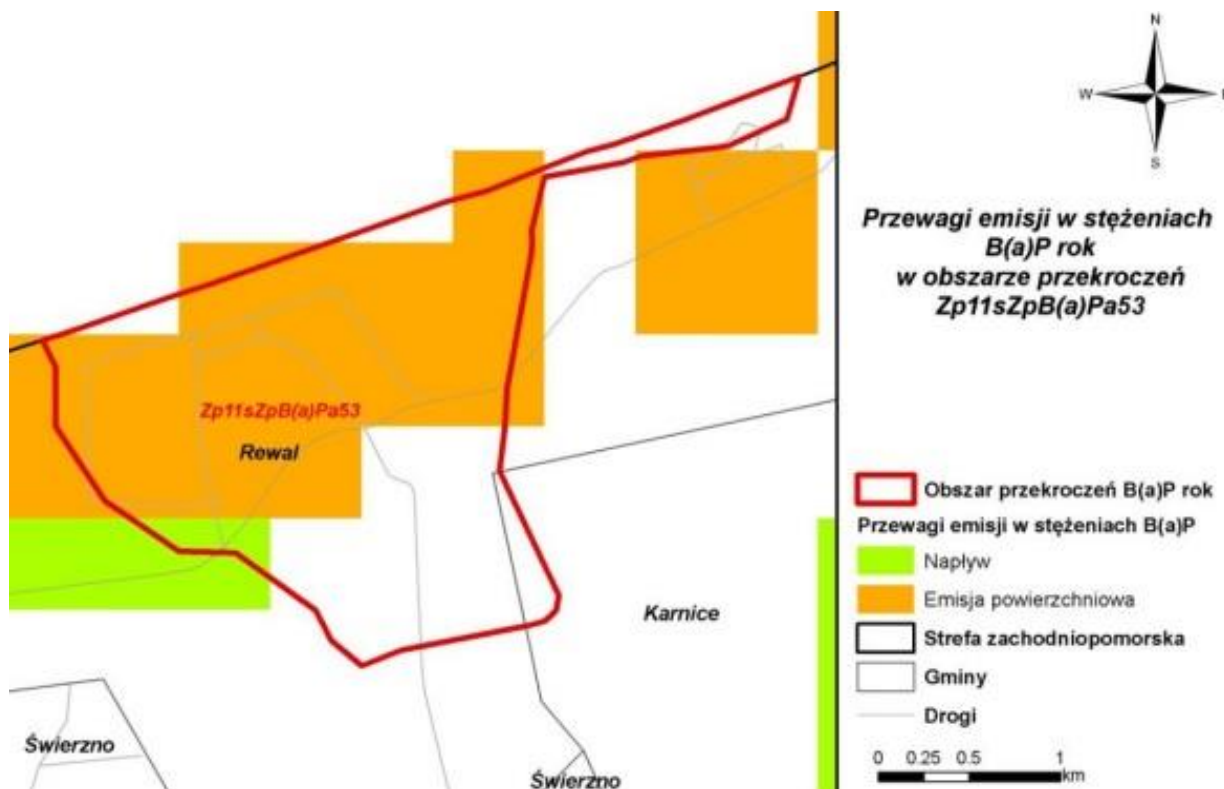 N
W
S
Przewagi emisji w stężeniach
B(a)P rok
w obszarze przekroczeń
Zp11sZpB(a)Pa53
Zp11sZpB(a)Pa53
Rewal
Karnice
Świerzno
Świerzno
Obszar przekroczeń B(a)P rok
Przewagi emisji w stężeniach B(a)P
Napływ
Emisja powierzchniowa
Strefa zachodniopomorska
Gminy
Drogi
0 0.25 0.5 1
km